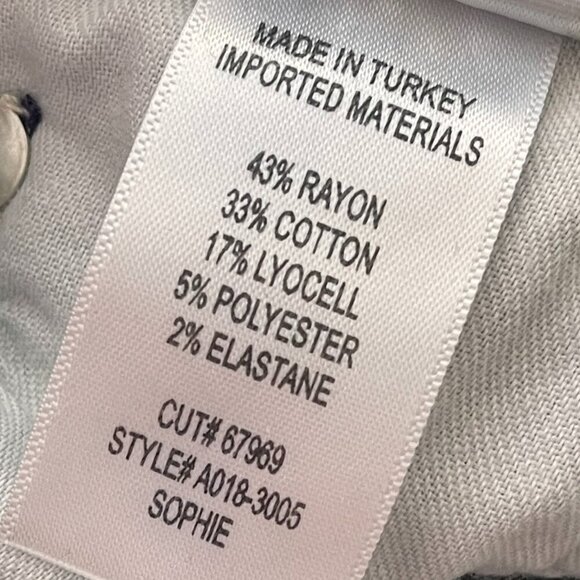 MADE IN TURKEY
IMPORTED MATERIALS
43% RAYON
33% COTTON
17% LYOCELL
5% POLYESTER
2% ELASTANE
CUT# 67969
STYLE# A018-3005
SOPHIE